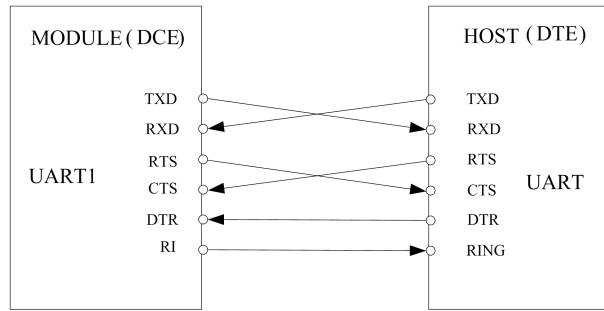 MODULE(DCE)
HOST (DTE)
TXD
RXD
RTS
CTS
DTR
RI
UART1
TXD
RXD
RTS
CTS
DTR
RING
UART